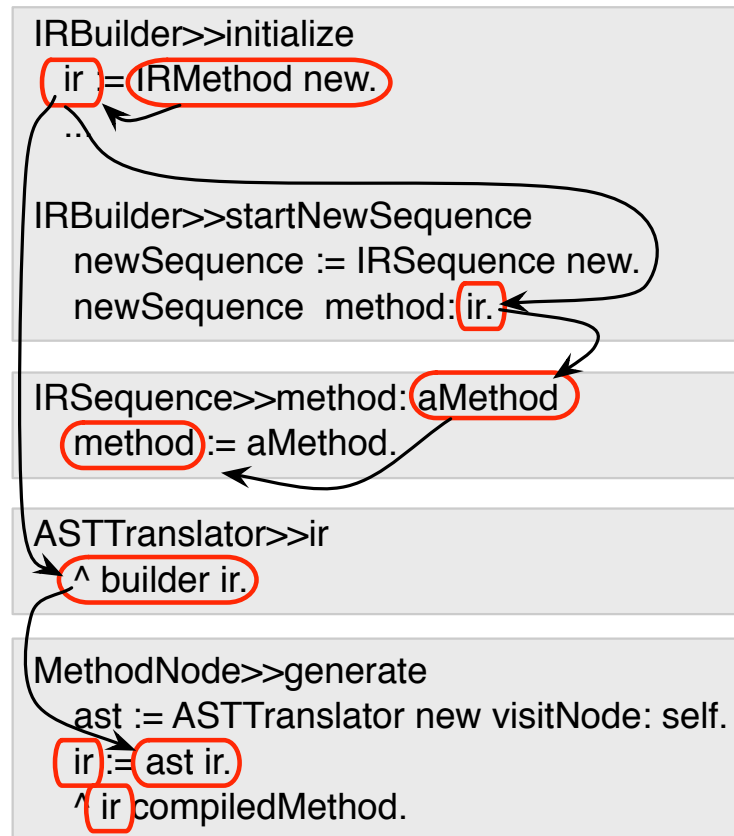 IRBuilder>>initialize
ir := IRMethod new.
...
IRBuilder>>startNewSequence
newSequence := IRSequence new.
newSequence method: ir.
IRSequence>>method: aMethod
method := aMethod.
ASTTranslator>>ir
^ builder ir.
MethodNode>>generate
ast := ASTTranslator new visitNode: self.
ir := ast ir.
^ ir compiledMethod.